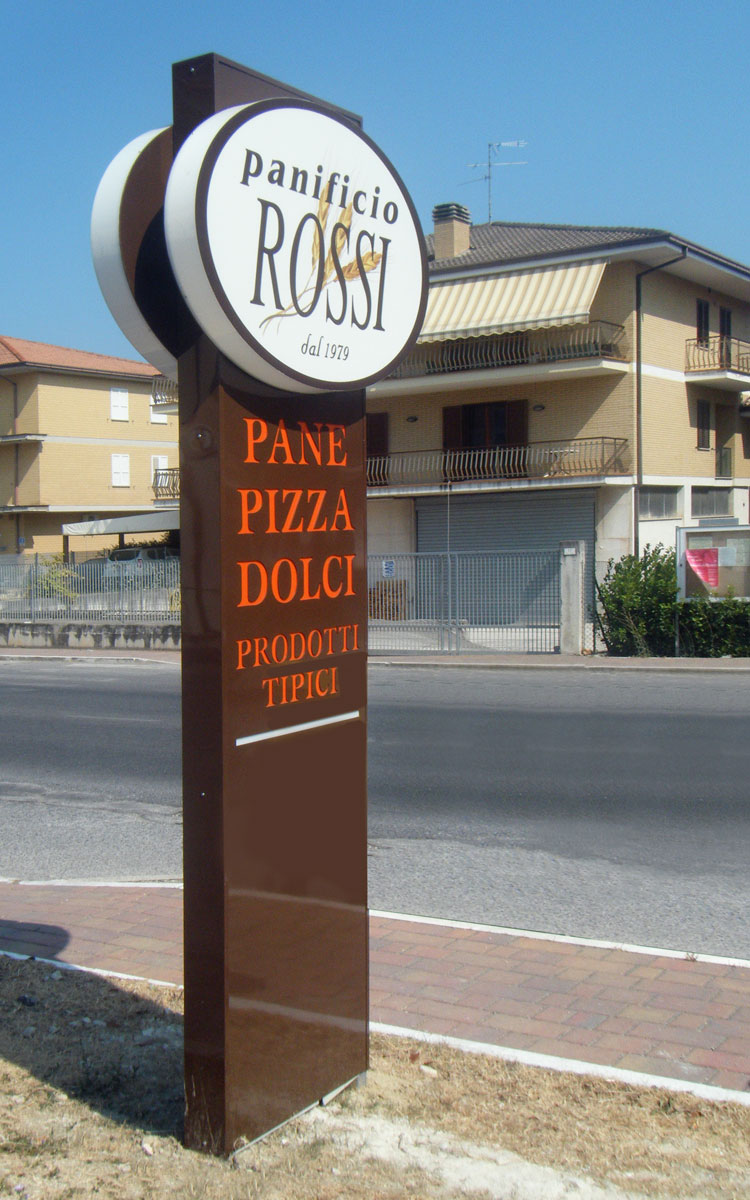 panificio
ROSSI
dal 1979
PANE
PIZZA
DOLCI
PRODOTTI
TIPICI